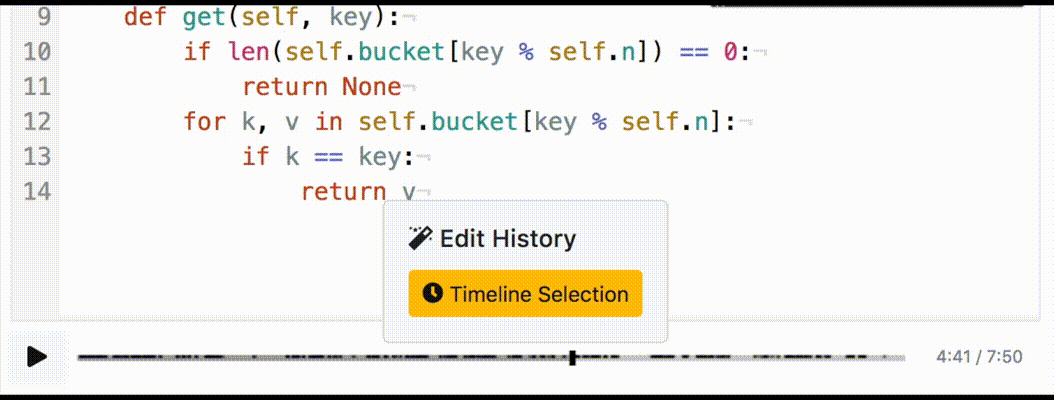 9 def get(self, key):¬
10 if len(self.bucket[key % self.n]) == 0:¬
11 return None¬
12 for k, v in self.bucket[key % self.n]:¬
13 if k == key:¬
14 return v¬
Edit History
Timeline Selection
4:41 / 7:50